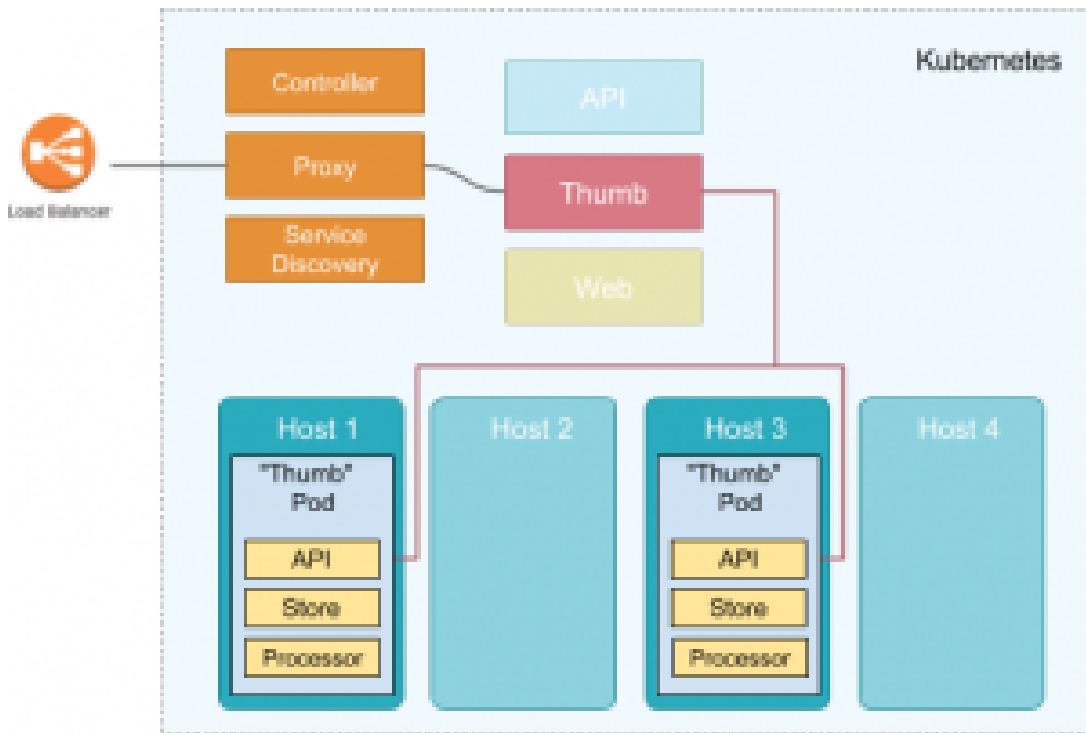 Kubernetes
Controller
API
Proxy
Thumb
Load Balancer
Service
Discovery
Web
Host 1
Host 2
Host 3
Host 4
"Thumb"
Pod
API
Store
Processor
"Thumb"
Pod
API
Store
Processor